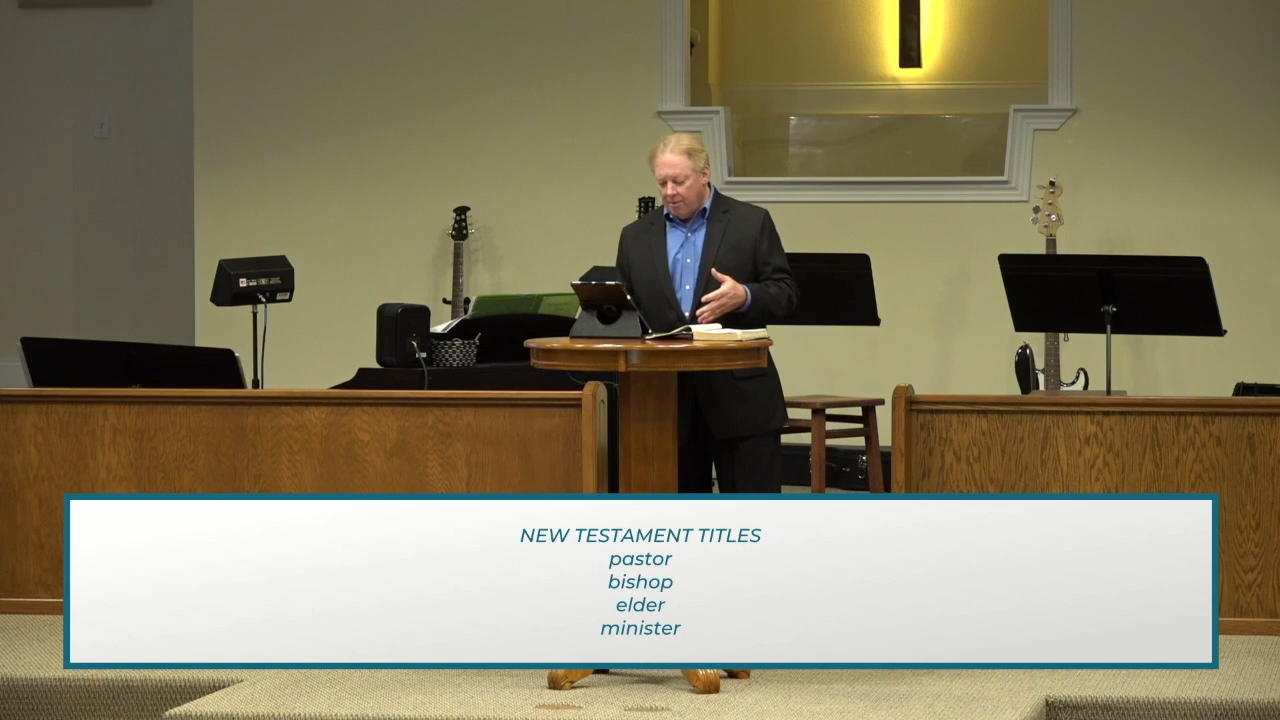 NEW TESTAMENT TITLES
pastor
bishop
elder
minister